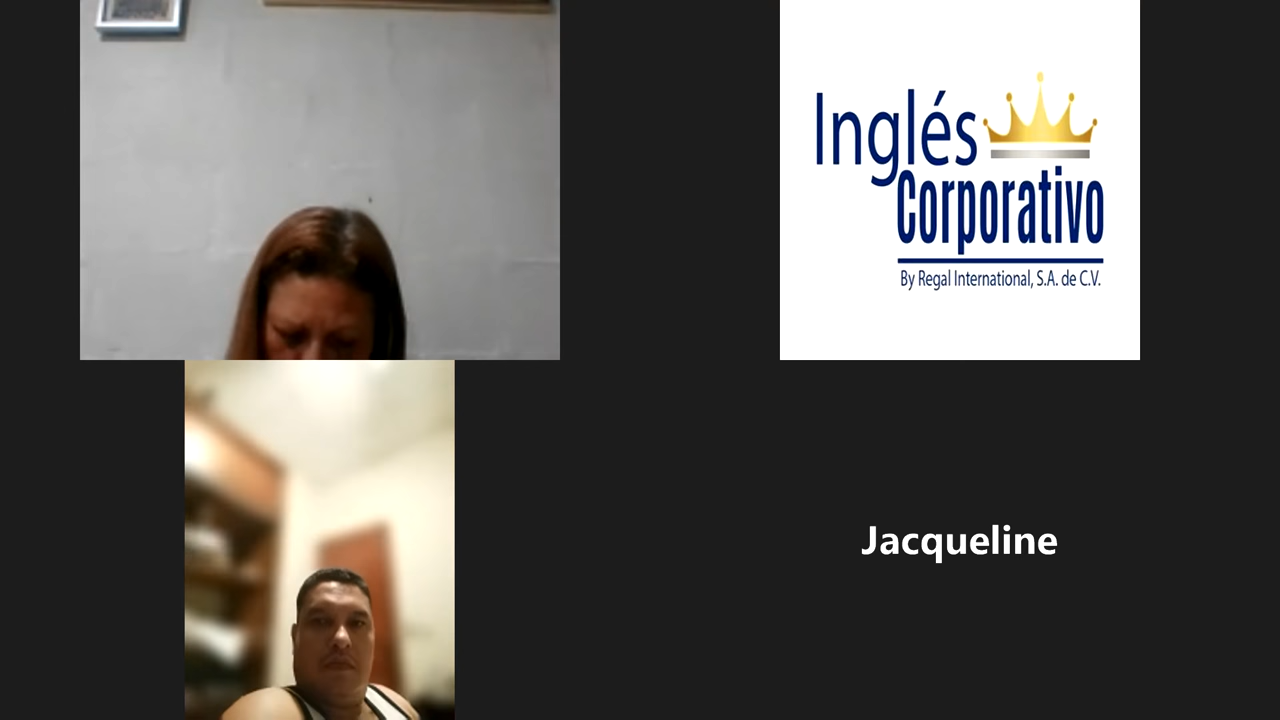 Inglés
Corporativo
By Regal International, S.A. de C.V.
Jacqueline